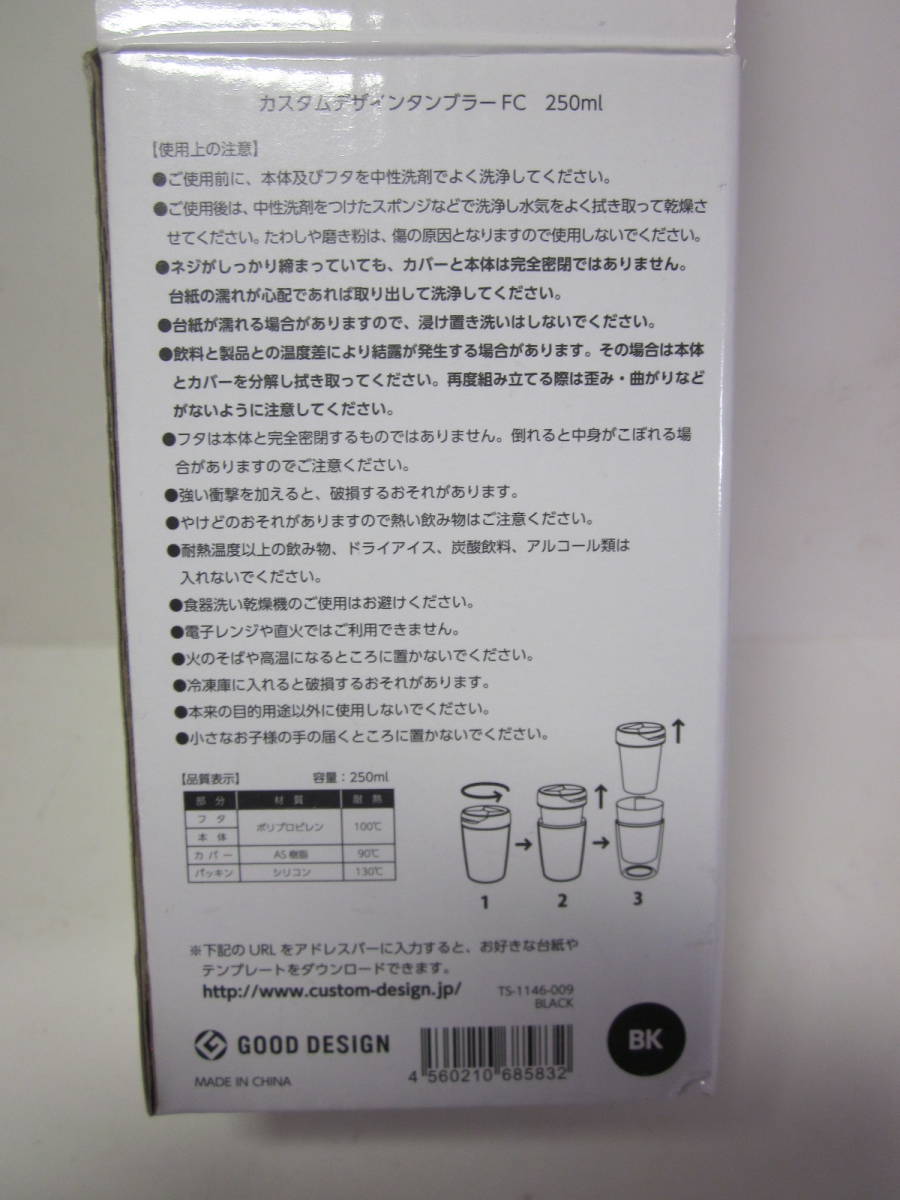 カスタムデザインタンブラー FC 250ml
【使用上の注意】
●ご使用前に、本体及びフタを中性洗剤でよく洗浄してください。
●ご使用後は、中性洗剤をつけたスポンジなどで洗浄し水気をよく拭き取って乾燥さ
せてください。たわしや磨き粉は、傷の原因となりますので使用しないでください。
●ネジがしっかり締まっていても、カバーと本体は完全密閉ではありません。
台紙の濡れが心配であれば取り出して洗浄してください。
●台紙が濡れる場合がありますので、浸け置き洗いはしないでください。
●飲料と製品との温度差により結露が発生する場合があります。その場合は本体
とカバーを分解し拭き取ってください。再度組み立てる際は歪み・曲がりなど
がないように注意してください。
●フタは本体と完全密閉するものではありません。倒れると中身がこぼれる場
合がありますのでご注意ください。
●強い衝撃を加えると、破損するおそれがあります。
●やけどのおそれがありますので熱い飲み物はご注意ください。
●耐熱温度以上の飲み物、ドライアイス、炭酸飲料、アルコール類は
入れないでください。
●食器洗い乾燥機のご使用はお避けください。
●電子レンジや直火ではご利用できません。
●火のそばや高温になるところに置かないでください。
●冷凍庫に入れると破損するおそれがあります。
●本来の目的用途以外に使用しないでください。
●小さなお子様の手の届くところに置かないでください。
【品質表示】 容量：250ml
部分 材質 耐熱
フタ
本体 ポリプロピレン 100℃
カバー AS樹脂 90℃
パッキン シリコン 130℃
1 2 3
※下記の URL をアドレスバーに入力すると、お好きな台紙や
テンプレートをダウンロードできます。
http://www.custom-design.jp/
TS-1146-009
BLACK
GOOD DESIGN
BK
MADE IN CHINA
4 560210 685832